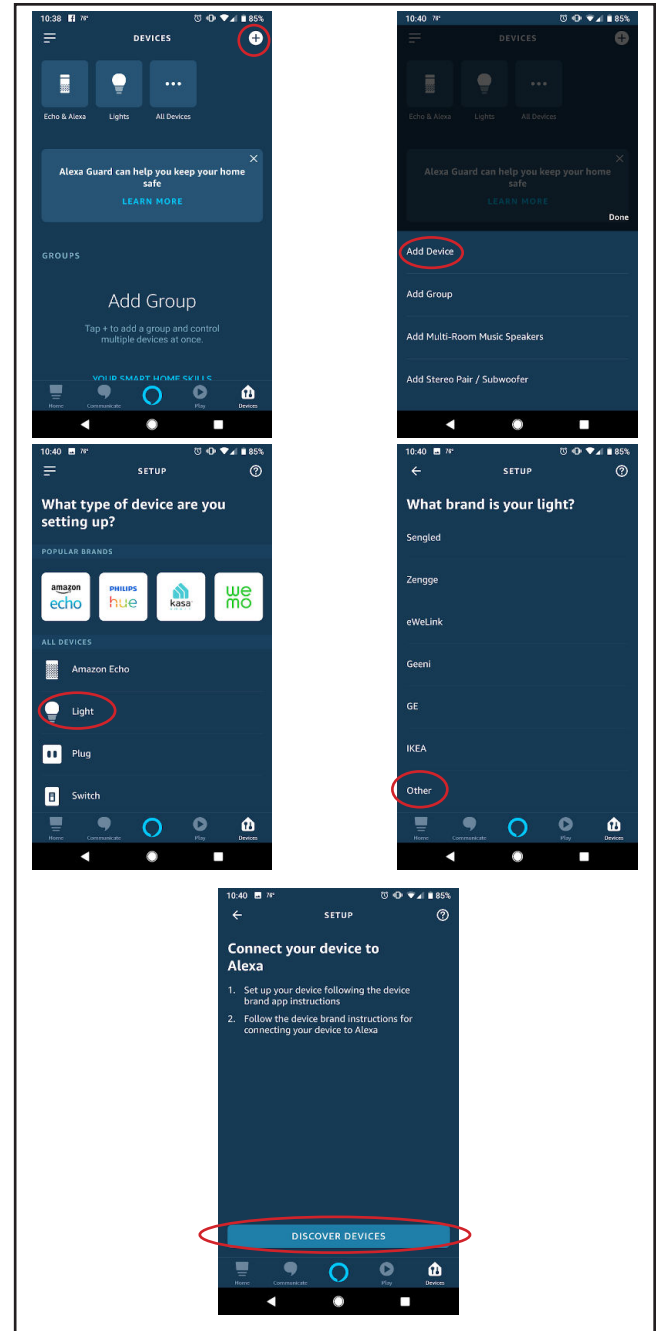 10:38 78° 85%
DEVICES
Echo & Alexa Lights All Devices
Alexa Guard can help you keep your home
safe
LEARN MORE
GROUPS
Add Group
Tap + to add a group and control
multiple devices at once.
YOUR SMART HOME SKILLS
Home Communicate Play Devices
10:40 78° 85%
DEVICES
Echo & Alexa Lights All Devices
Alexa Guard can help you keep your home
safe
LEARN MORE
Done
Add Device
Add Group
Add Multi-Room Music Speakers
Add Stereo Pair / Subwoofer
10:40 78° 85%
SETUP
What type of device are you
setting up?
POPULAR BRANDS
amazon echo PHILIPS hue kasa wemo
ALL DEVICES
Amazon Echo
Light
Plug
Switch
Home Communicate Play Devices
10:40 78° 85%
SETUP
What brand is your light?
Sengled
Zengge
eWeLink
Geeni
GE
IKEA
Other
Home Communicate Play Devices
10:40 78° 85%
SETUP
Connect your device to
Alexa
1. Set up your device following the device
brand app instructions
2. Follow the device brand instructions for
connecting your device to Alexa
DISCOVER DEVICES
Home Communicate Play Devices